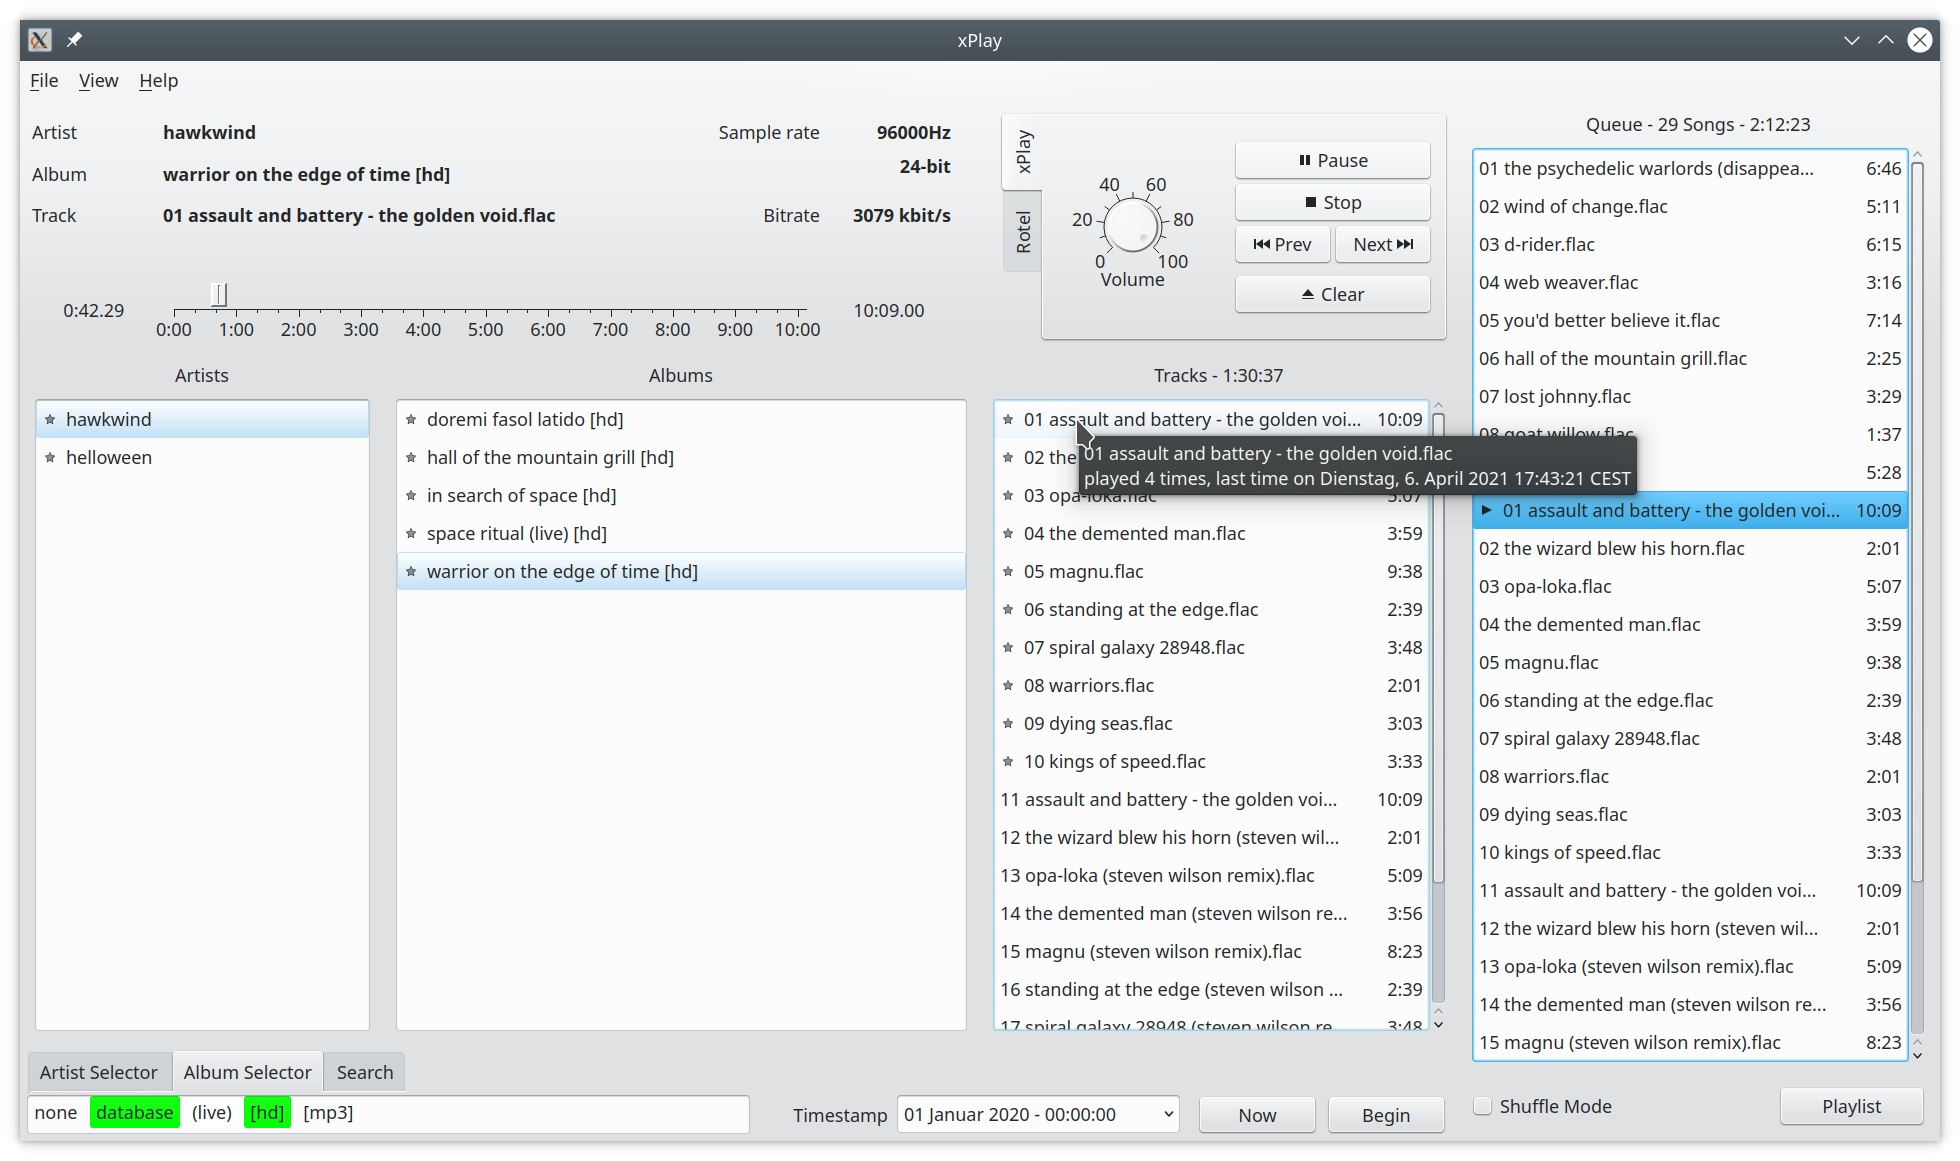 xPlay
File View Help
Artist hawkwind Sample rate 96000Hz
24-bit
Album warrior on the edge of time [hd]
Track 01 assault and battery - the golden void.flac Bitrate 3079 kbit/s
0:42.29 10:09.00
0:00 1:00 2:00 3:00 4:00 5:00 6:00 7:00 8:00 9:00 10:00
xPlay
Rotel
0 20 40 60 80 100
Volume
Pause
Stop
Prev Next
Clear
Artists
hawkwind
helloween
Albums
doremi fasol latido [hd]
hall of the mountain grill [hd]
in search of space [hd]
space ritual (live) [hd]
warrior on the edge of time [hd]
Tracks - 1:30:37
01 assault and battery - the golden voi... 10:09
02 the
03 opa-loka.flac 5:07
04 the demented man.flac 3:59
05 magnu.flac 9:38
06 standing at the edge.flac 2:39
07 spiral galaxy 28948.flac 3:48
08 warriors.flac 2:01
09 dying seas.flac 3:03
10 kings of speed.flac 3:33
11 assault and battery - the golden voi... 10:09
12 the wizard blew his horn (steven wil... 2:01
13 opa-loka (steven wilson remix).flac 5:09
14 the demented man (steven wilson re... 3:56
15 magnu (steven wilson remix).flac 8:23
16 standing at the edge (steven wilson ... 2:39
17 spiral galaxy 28948 (steven wilson re... 3:48
01 assault and battery - the golden void.flac
played 4 times, last time on Dienstag, 6. April 2021 17:43:21 CEST
Queue - 29 Songs - 2:12:23
01 the psychedelic warlords (disappea... 6:46
02 wind of change.flac 5:11
03 d-rider.flac 6:15
04 web weaver.flac 3:16
05 you'd better believe it.flac 7:14
06 hall of the mountain grill.flac 2:25
07 lost johnny.flac 3:29
08 goat willow.flac 1:37
5:28
01 assault and battery - the golden voi... 10:09
02 the wizard blew his horn.flac 2:01
03 opa-loka.flac 5:07
04 the demented man.flac 3:59
05 magnu.flac 9:38
06 standing at the edge.flac 2:39
07 spiral galaxy 28948.flac 3:48
08 warriors.flac 2:01
09 dying seas.flac 3:03
10 kings of speed.flac 3:33
11 assault and battery - the golden voi... 10:09
12 the wizard blew his horn (steven wil... 2:01
13 opa-loka (steven wilson remix).flac 5:09
14 the demented man (steven wilson re... 3:56
15 magnu (steven wilson remix).flac 8:23
Artist Selector Album Selector Search
none database (live) [hd] [mp3]
Timestamp 01 Januar 2020 - 00:00:00 Now Begin
Shuffle Mode Playlist